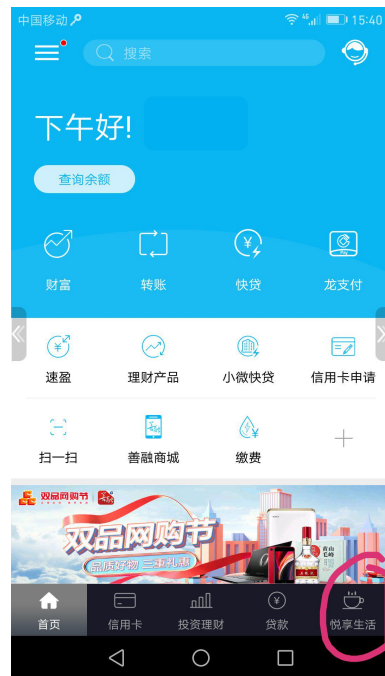 中国移动 4G 15:40
搜索
下午好!
查询余额
财富 转账 快贷 龙支付
速盈 理财产品 小微快贷 信用卡申请
扫一扫 善融商城 缴费
双品网购节
双品网购节
品质好物 三重礼惠
首页 信用卡 投资理财 贷款 悦享生活